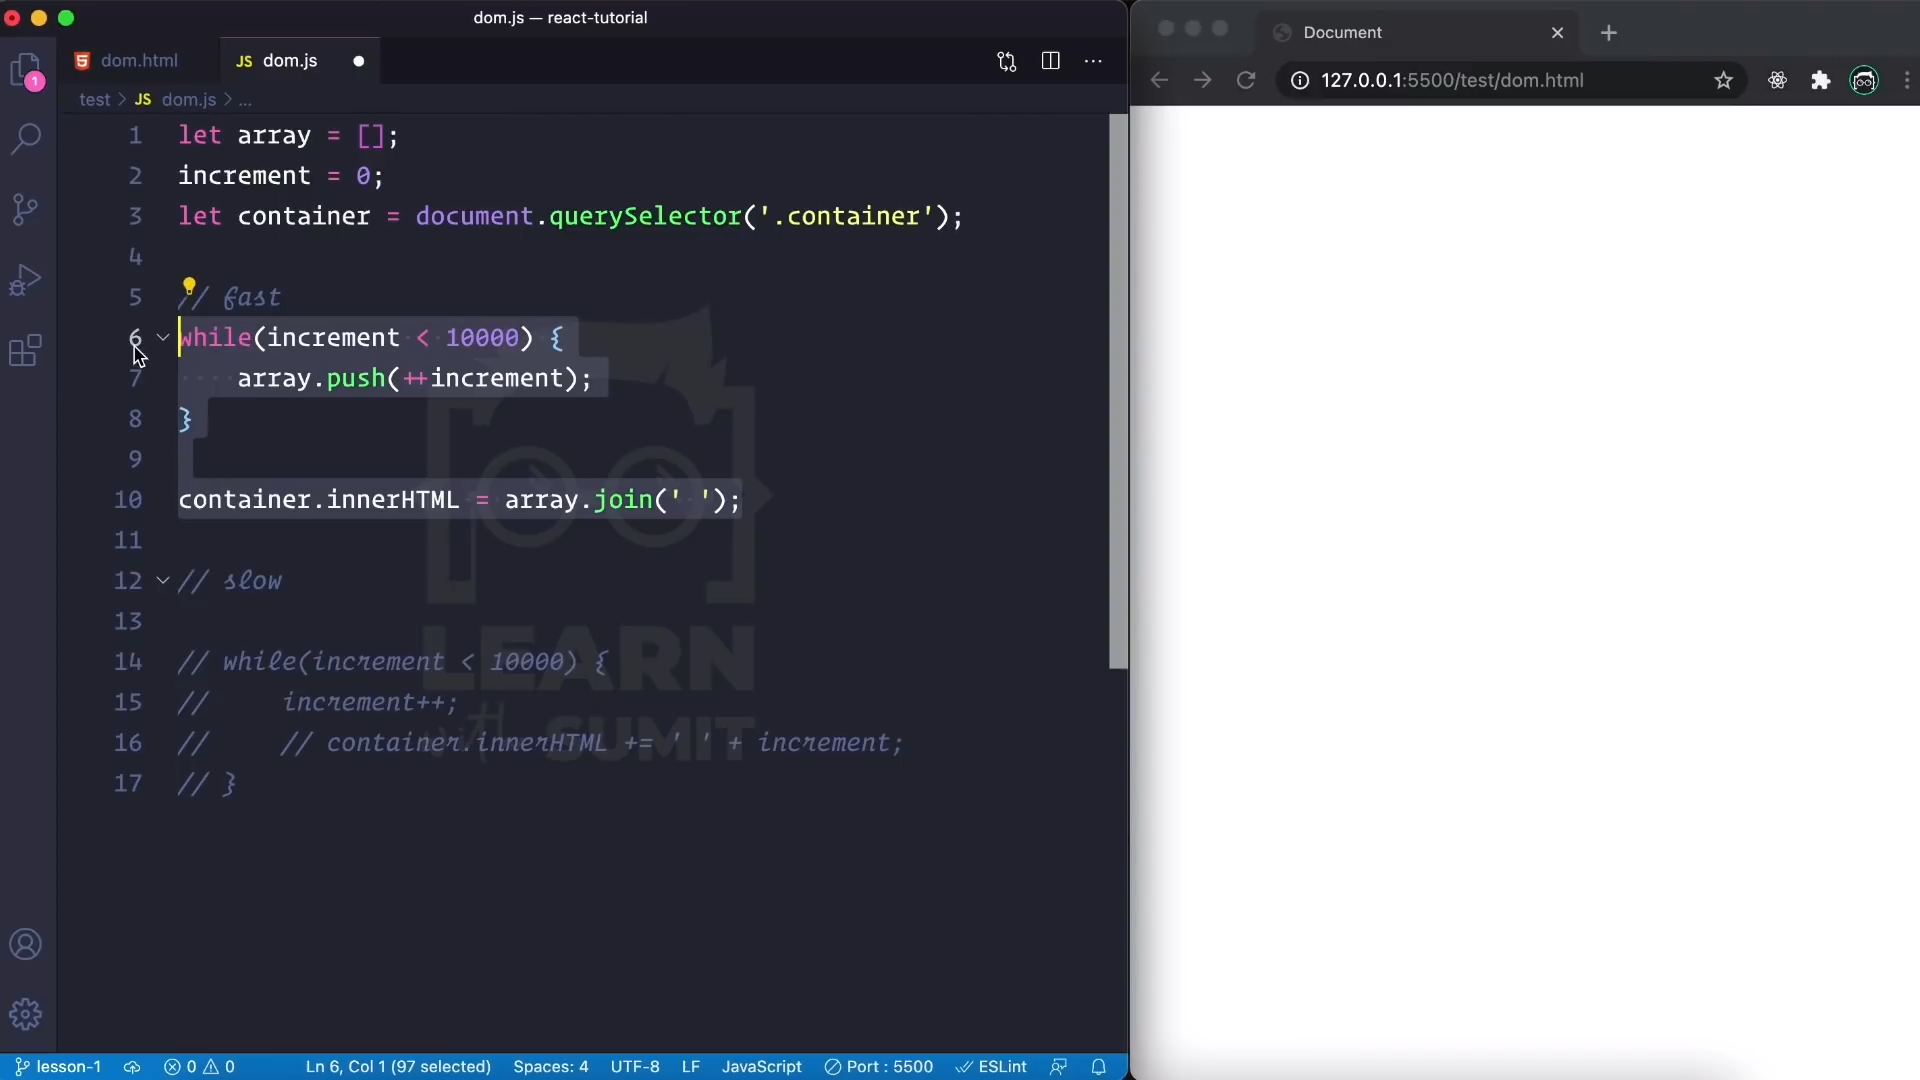 dom.js — react-tutorial
dom.html
JS dom.js
test > JS dom.js > ...
1 let array = [];
2 increment = 0;
3 let container = document.querySelector('.container');
4
5 // fast
6 while(increment < 10000) {
7 array.push(++increment);
8 }
9
10 container.innerHTML = array.join(' ');
11
12 // slow
13
14 // while(increment < 10000) {
15 // increment++;
16 // // container.innerHTML += ' ' + increment;
17 // }
LEARN
with SUMIT
1
lesson-1 0 0 Ln 6, Col 1 (97 selected) Spaces: 4 UTF-8 LF JavaScript Port : 5500 ESLint
Document
127.0.0.1:5500/test/dom.html